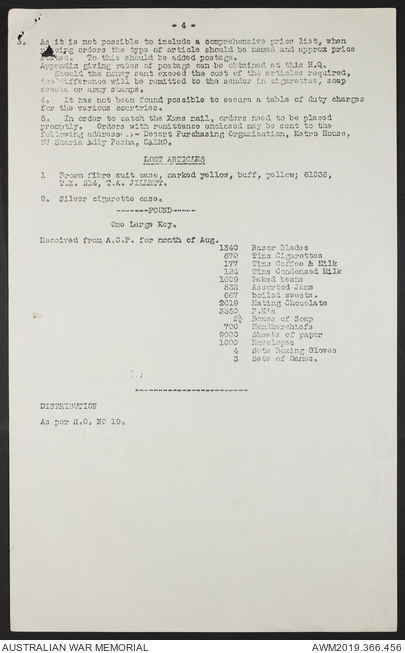 - 4 -
3. As it is not possible to include a comprehensive price list, when
orders the type of article should be named and approx price
stated. To this should be added postage.
Appendix giving rates of postage can be obtained at this H.Q.
Should the money sent exceed the cost of the articles required,
the difference will be remitted to the sender in cigarettes, soap
sweets or army stamps.
4. It has not been found possible to secure a table of duty charges
for the various countries.
5. In order to catch the Xmas mail, orders need to be placed
promptly. Orders with remittance enclosed may be sent to the
following address..:- Desert Purchasing Organisation, Metro House,
Sharia Adly Pasha, CAIRO.
LOST ARTICLES
1 Brown fibre suit case, marked yellow, buff, yellow; 61036,
T.X. 514, T.A. JILLETT.
2. Silver cigarette case.
--------FOUND------
One Large Key.
Received from A.C.F. for month of Aug.
1340 Razor Blades
670 Tins Cigarettes
177 Tins Coffee & Milk
124 Tins Condensed Milk
1609 Baked beans
532 Assorted Jams
667 boiled sweets.
2019 Eating Chocolate
3350 P.K's
2½ Boxes of Soap
700 Handkerchiefs
9000 Sheets of paper
1000 Envelopes
4 Sets Boxing Gloves
3 Sets of Games.
DISTRIBUTION
As per R.O. NO 19.
AUSTRALIAN WAR MEMORIAL
AWM2019.366.456